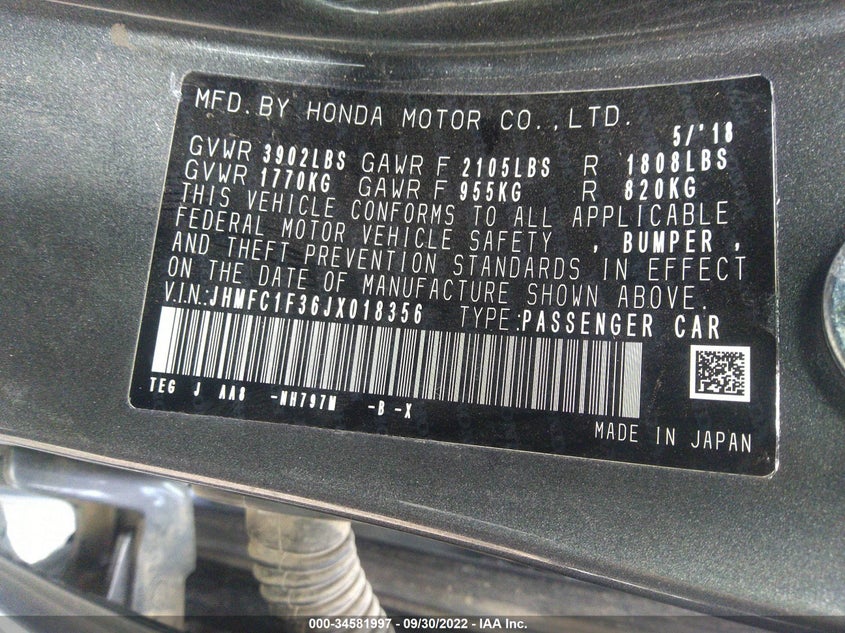 MFD.BY HONDA MOTOR CO.,LTD.
5/'18
GVWR 3902LBS GAWR F 2105LBS R 1808LBS
GVWR 1770KG GAWR F 955KG R 820KG
THIS VEHICLE CONFORMS TO ALL APPLICABLE
FEDERAL MOTOR VEHICLE SAFETY , BUMPER ,
AND THEFT PREVENTION STANDARDS IN EFFECT
ON THE DATE OF MANUFACTURE SHOWN ABOVE.
V.I.N.:JHMFC1F36JX018356 TYPE:PASSENGER CAR
TEG J AA8 -NH797M -B -X
MADE IN JAPAN
000-34581997 - 09/30/2022 - © IAA Inc.